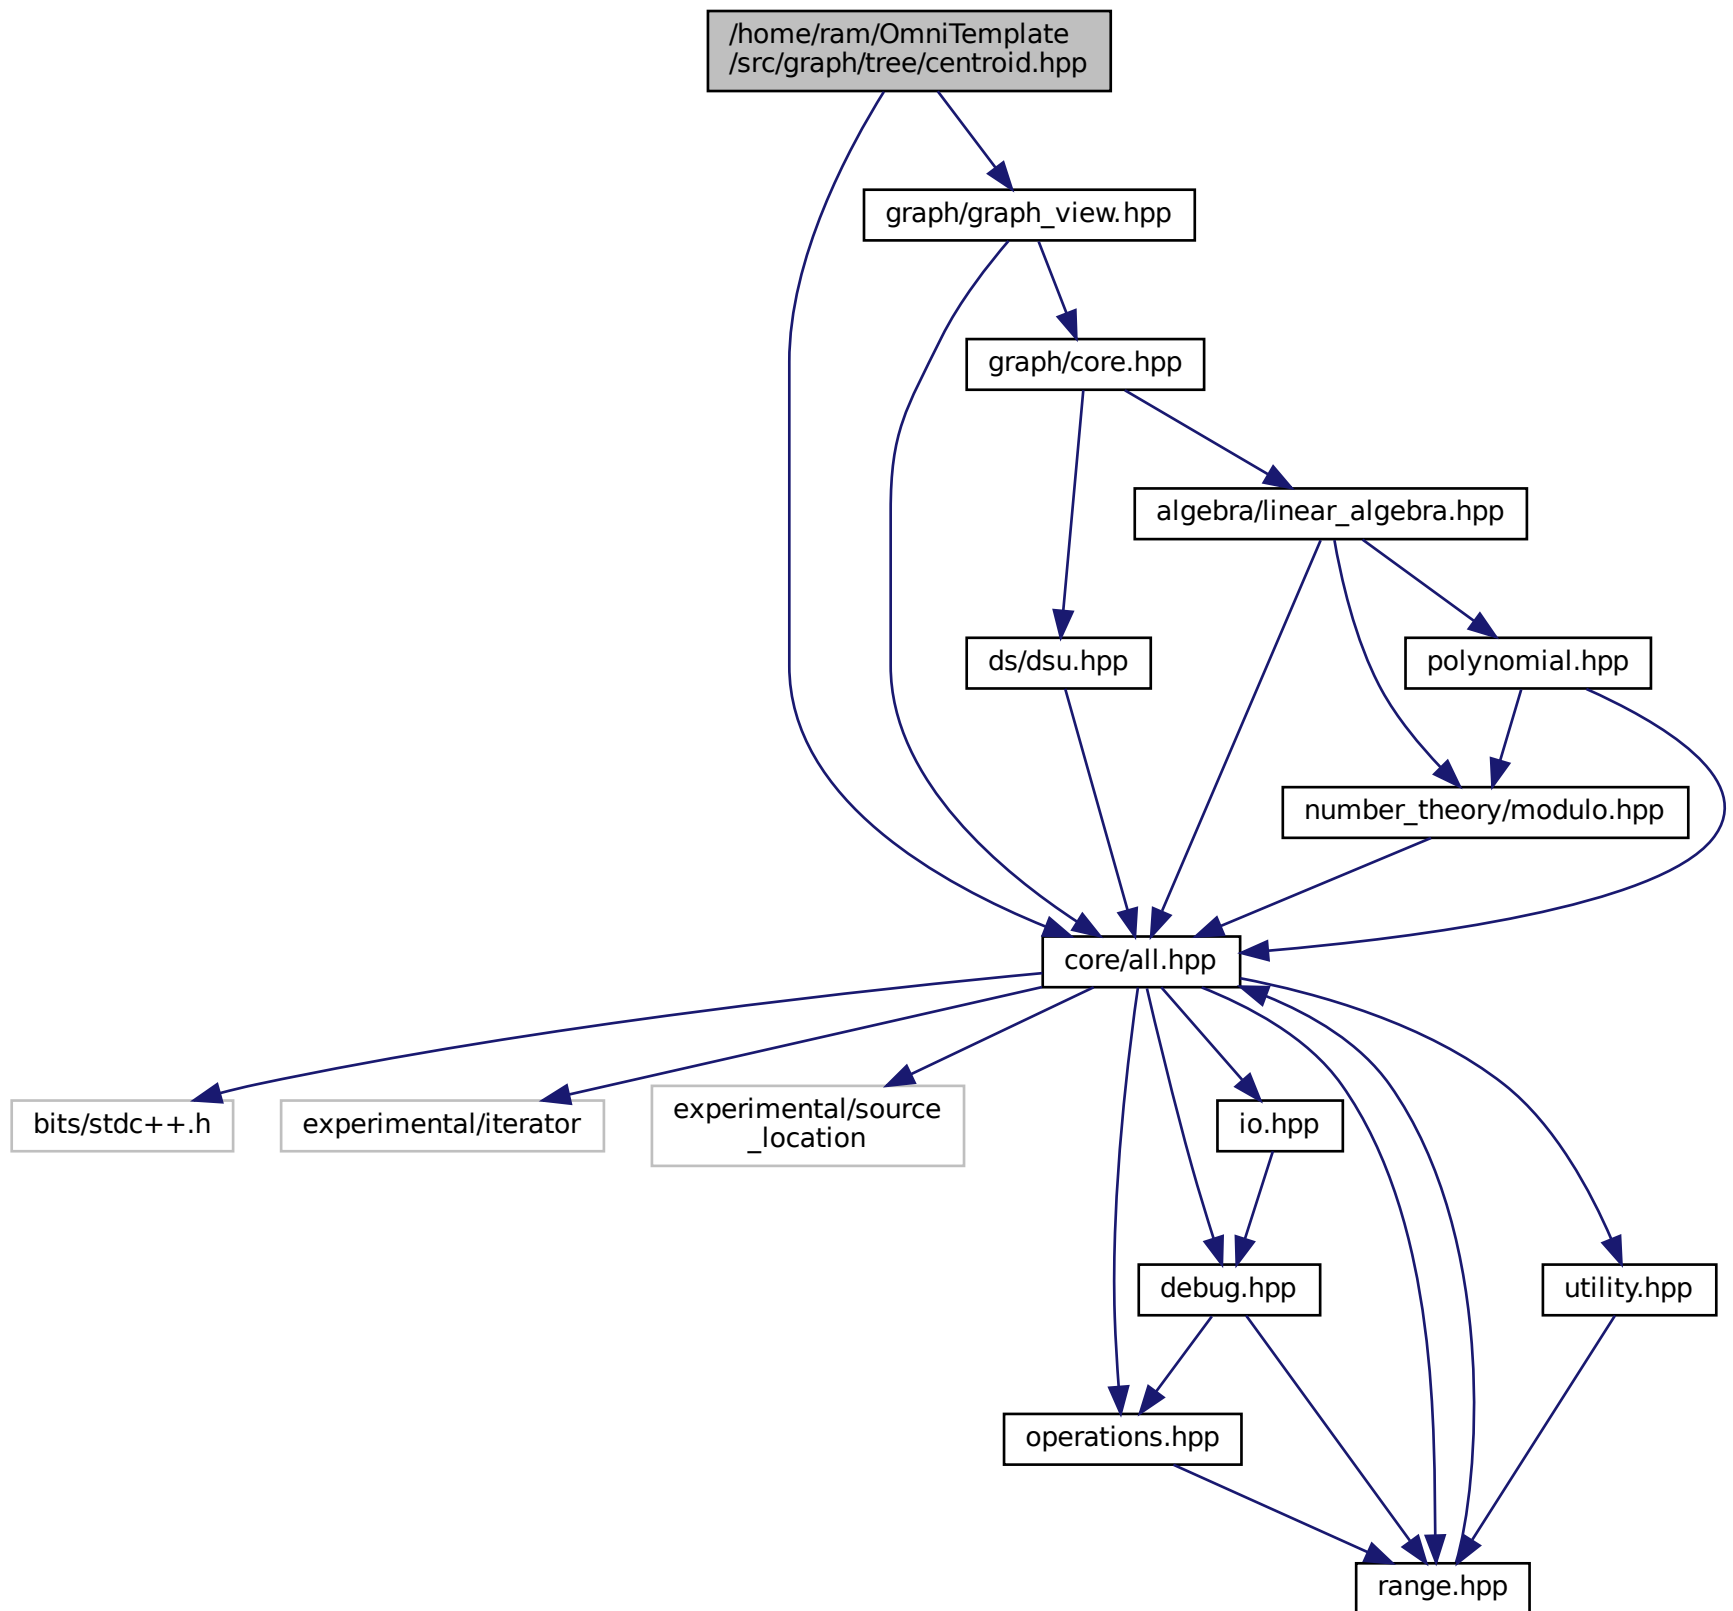 /home/ram/OmniTemplate
/src/graph/tree/centroid.hpp
graph/graph_view.hpp
graph/core.hpp
algebra/linear_algebra.hpp
ds/dsu.hpp
polynomial.hpp
number_theory/modulo.hpp
core/all.hpp
bits/stdc++.h
experimental/iterator
experimental/source
_location
io.hpp
debug.hpp
utility.hpp
operations.hpp
range.hpp